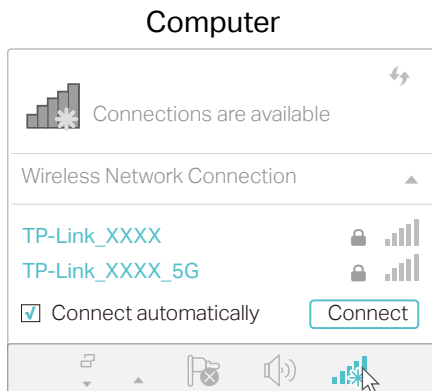 Computer
Connections are available
Wireless Network Connection
TP-Link_XXXX
TP-Link_XXXX_5G
Connect automatically
Connect